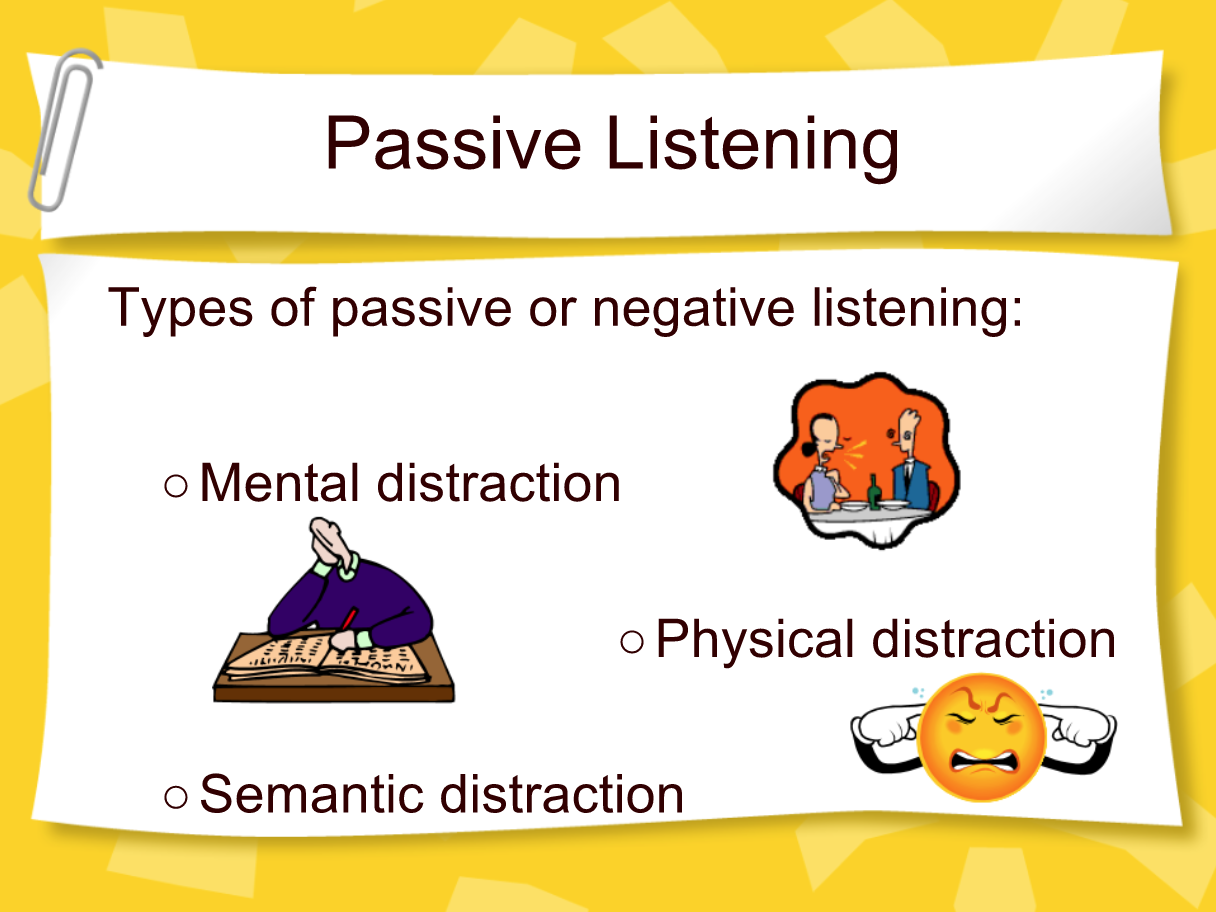 Passive Listening
Types of passive or negative listening:
○ Mental distraction
○ Physical distraction
○ Semantic distraction